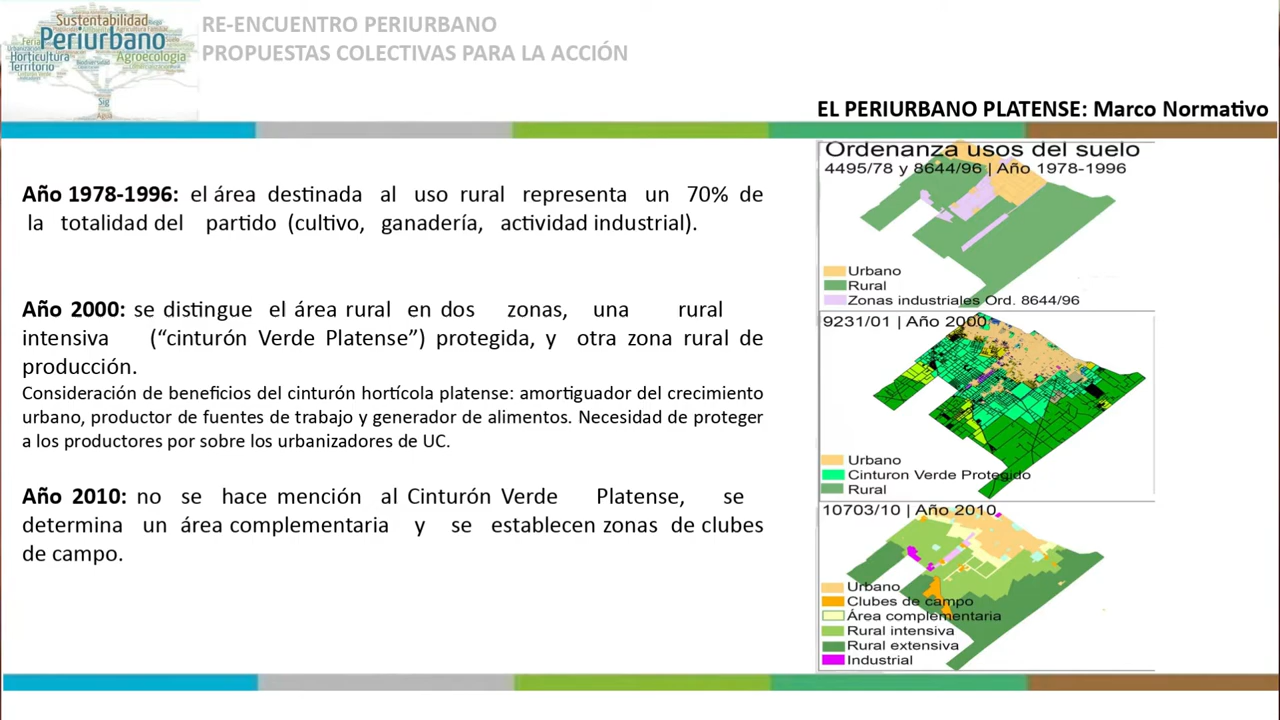 Sustentabilidad
Feria
Periurbano
Horticultura
Agroecología
Territorio
Sig
Agua
RE-ENCUENTRO PERIURBANO
PROPUESTAS COLECTIVAS PARA LA ACCIÓN
EL PERIURBANO PLATENSE: Marco Normativo
Año 1978-1996: el área destinada al uso rural representa un 70% de
la totalidad del partido (cultivo, ganadería, actividad industrial).
Año 2000: se distingue el área rural en dos zonas, una rural
intensiva (“cinturón Verde Platense”) protegida, y otra zona rural de
producción.
Consideración de beneficios del cinturón hortícola platense: amortiguador del crecimiento
urbano, productor de fuentes de trabajo y generador de alimentos. Necesidad de proteger
a los productores por sobre los urbanizadores de UC.
Año 2010: no se hace mención al Cinturón Verde Platense, se
determina un área complementaria y se establecen zonas de clubes
de campo.
Ordenanza usos del suelo
4495/78 y 8644/96 | Año 1978-1996
Urbano
Rural
Zonas industriales Ord. 8644/96
9231/01 | Año 2000
Urbano
Cinturon Verde Protegido
Rural
10703/10 | Año 2010
Urbano
Clubes de campo
Área complementaria
Rural intensiva
Rural extensiva
Industrial